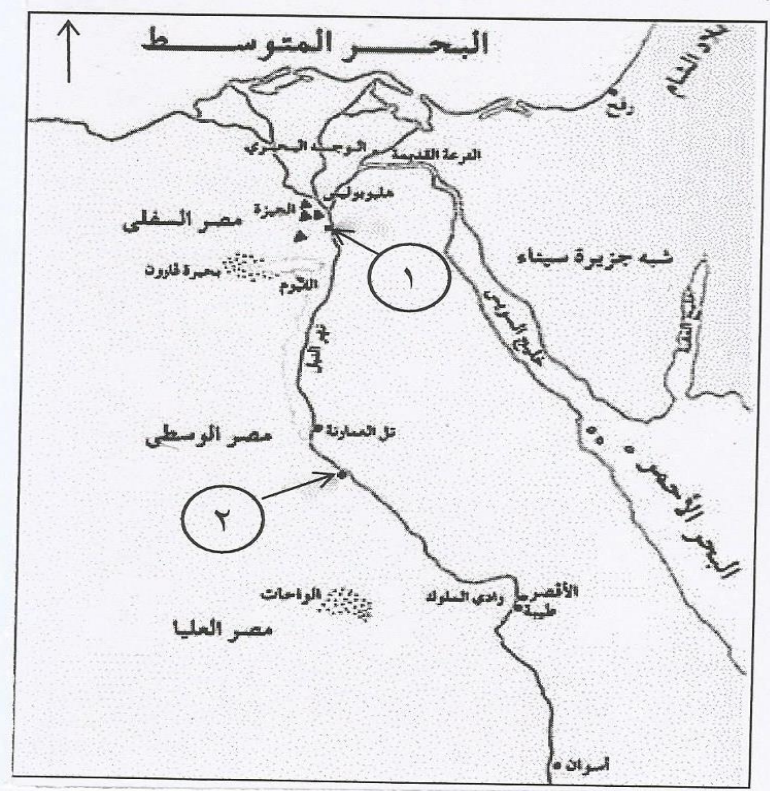 البحر المتوسط
بلاد الشام
رفح
الوجه البحري
الترعة القديمة
هليوبوليس
الجيزة
مصر السفلى
١
شبه جزيرة سيناء
بحيرة قارون
الفيوم
خليج السويس
خليج العقبة
نهر النيل
مصر الوسطى
تل العمارنة
البحر الأحمر
٢
الواحات
وادي الملوك
الأقصر
طيبة
مصر العليا
أسوان